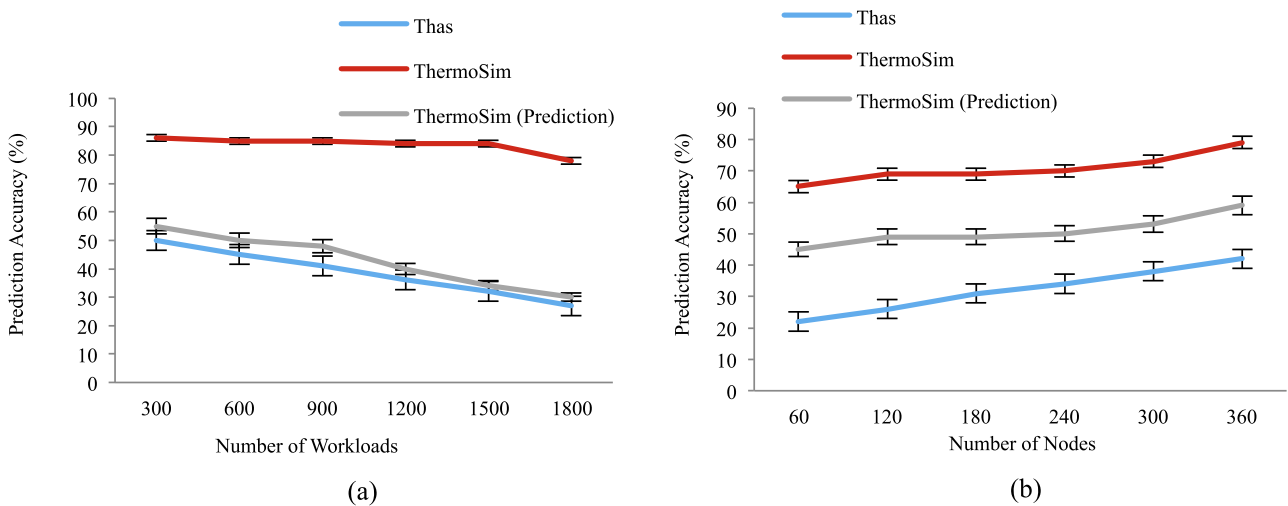 Thas
ThermoSim
ThermoSim (Prediction)
Prediction Accuracy (%)
100
90
80
70
60
50
40
30
20
10
0
300 600 900 1200 1500 1800
Number of Workloads
(a)
Thas
ThermoSim
ThermoSim (Prediction)
Prediction Accuracy (%)
90
80
70
60
50
40
30
20
10
0
60 120 180 240 300 360
Number of Nodes
(b)